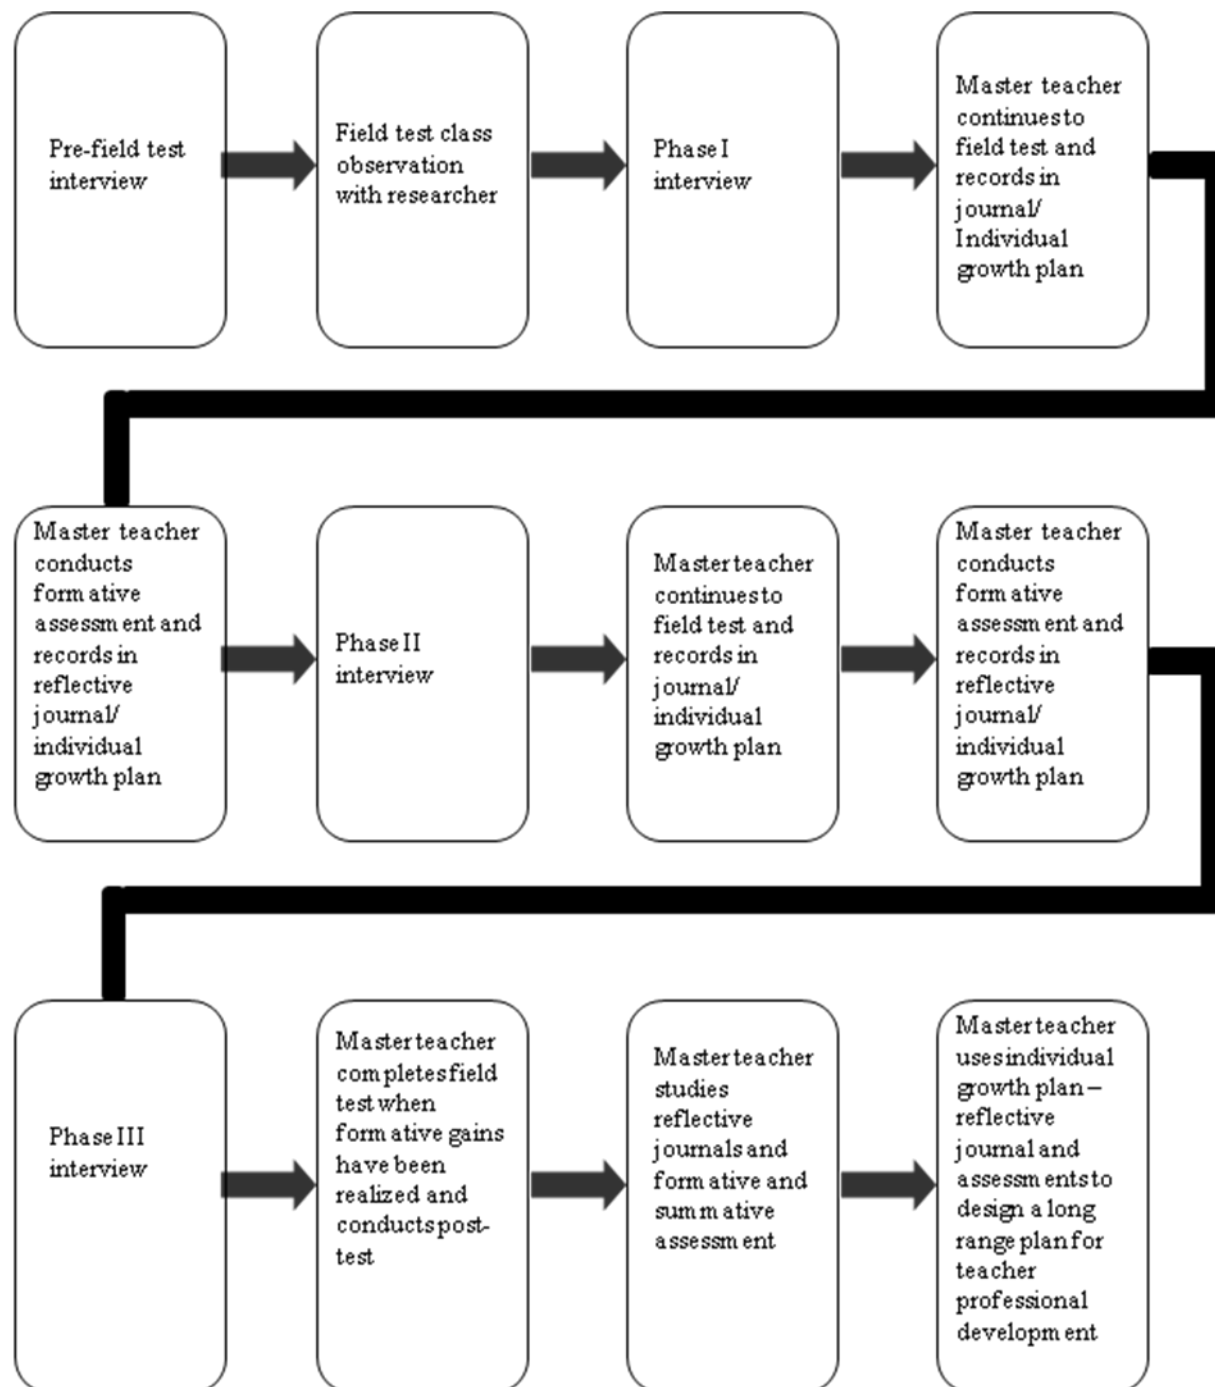 Pre-field test
interview
Field test class
observation
with researcher
Phase I
interview
Master teacher
continues to
field test and
records in
journal/
Individual
growth plan
Master teacher
conducts
formative
assessment and
records in
reflective
journal/
individual
growth plan
Phase II
interview
Master teacher
continues to
field test and
records in
journal/
individual
growth plan
Master teacher
conducts
formative
assessment and
records in
reflective
journal/
individual
growth plan
Phase III
interview
Master teacher
completes field
test when
formative gains
have been
realized and
conducts post-
test
Master teacher
studies
reflective
journals and
formative and
summative
assessment
Master teacher
uses individual
growth plan –
reflective
journal and
assessments to
design a long
range plan for
teacher
professional
development